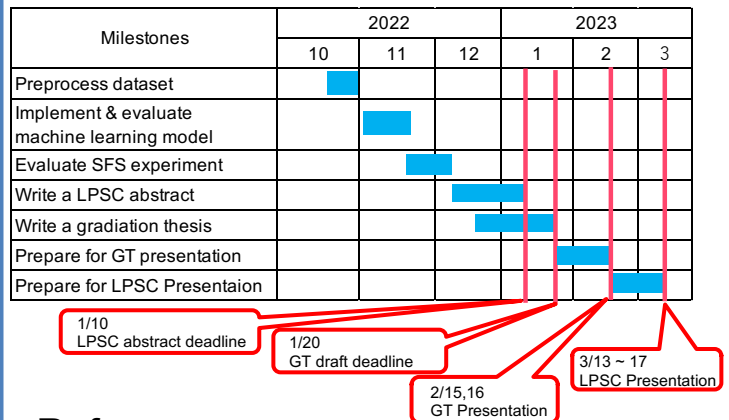 Milestones
2022
2023
10
11
12
1
2
3
Preprocess dataset
Implement & evaluate
machine learning model
Evaluate SFS experiment
Write a LPSC abstract
Write a gradiation thesis
Prepare for GT presentation
Prepare for LPSC Presentaion
1/10
LPSC abstract deadline
1/20
GT draft deadline
2/15,16
GT Presentation
3/13 ~ 17
LPSC Presentation